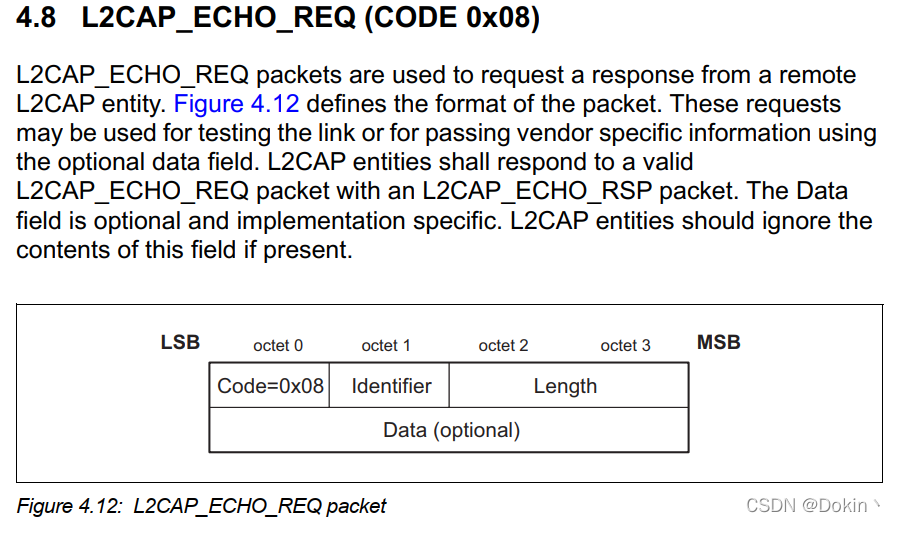 4.8 L2CAP_ECHO_REQ (CODE 0x08)
L2CAP_ECHO_REQ packets are used to request a response from a remote
L2CAP entity. Figure 4.12 defines the format of the packet. These requests
may be used for testing the link or for passing vendor specific information using
the optional data field. L2CAP entities shall respond to a valid
L2CAP_ECHO_REQ packet with an L2CAP_ECHO_RSP packet. The Data
field is optional and implementation specific. L2CAP entities should ignore the
contents of this field if present.
LSB octet 0 octet 1 octet 2 octet 3 MSB
Code=0x08 Identifier Length
Data (optional)
Figure 4.12: L2CAP_ECHO_REQ packet
CSDN @Dokin丶